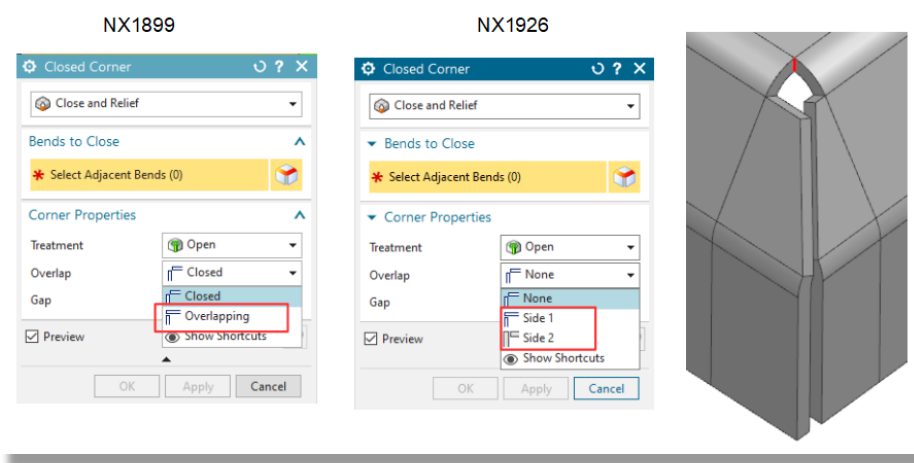 NX1899
NX1926
Closed Corner
?
Close and Relief
Bends to Close
* Select Adjacent Bends (0)
Corner Properties
Treatment
Open
Overlap
Closed
Gap
Closed
Overlapping
Preview
Show Shortcuts
OK
Apply
Cancel
Closed Corner
?
Close and Relief
Bends to Close
* Select Adjacent Bends (0)
Corner Properties
Treatment
Open
Overlap
None
Gap
None
Side 1
Side 2
Preview
Show Shortcuts
OK
Apply
Cancel